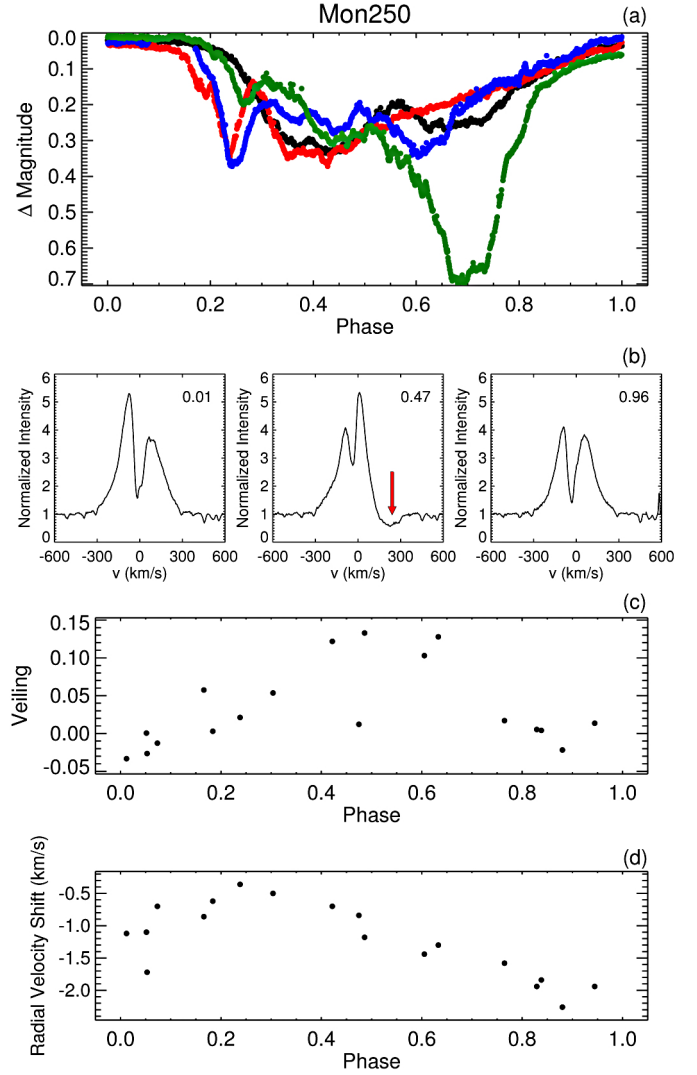 Mon250
(a)
0.0
0.1
0.2
0.3
0.4
0.5
0.6
0.7
Δ Magnitude
0.0 0.2 0.4 0.6 0.8 1.0
Phase
(b)
6
5
4
3
2
1
0
Normalized Intensity
0.01
-600 -300 0 300 600
v (km/s)
6
5
4
3
2
1
0
Normalized Intensity
0.47
-600 -300 0 300 600
v (km/s)
6
5
4
3
2
1
0
Normalized Intensity
0.96
-600 -300 0 300 600
v (km/s)
(c)
0.15
0.10
0.05
0.00
-0.05
Veiling
0.0 0.2 0.4 0.6 0.8 1.0
Phase
(d)
-0.5
-1.0
-1.5
-2.0
Radial Velocity Shift (km/s)
0.0 0.2 0.4 0.6 0.8 1.0
Phase